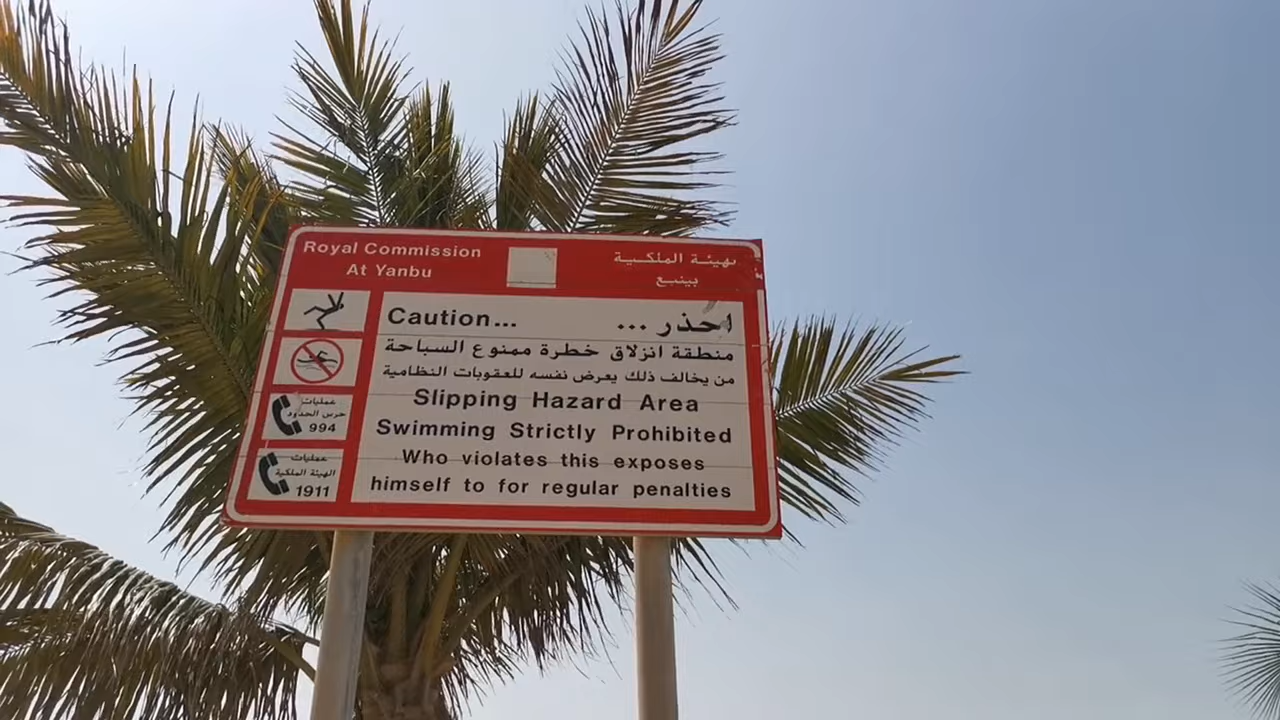 Royal Commission
At Yanbu
الهيئة الملكية
بينبع
Caution...
احذر ...
منطقة انزلاق خطرة ممنوع السباحة
من يخالف ذلك يعرض نفسه للعقوبات النظامية
Slipping Hazard Area
Swimming Strictly Prohibited
Who violates this exposes
himself to for regular penalties
عمليات
حرس الحدود
994
عمليات
الهيئة الملكية
1911